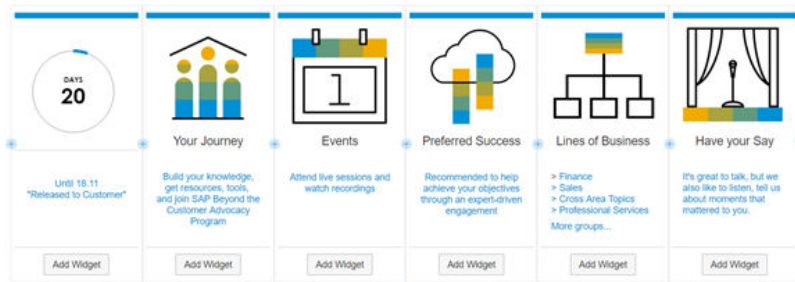 DAYS
20
Until 18.11
"Released to Customer"
Add Widget
Your Journey
Build your knowledge,
get resources, tools,
and join SAP Beyond the
Customer Advocacy
Program
Add Widget
1
Events
Attend live sessions and
watch recordings
Add Widget
Preferred Success
Recommended to help
achieve your objectives
through an expert-driven
engagement
Add Widget
Lines of Business
> Finance
> Sales
> Cross Area Topics
> Professional Services
More groups...
Add Widget
Have your Say
It's great to talk, but we
also like to listen, tell us
about moments that
mattered to you.
Add Widget